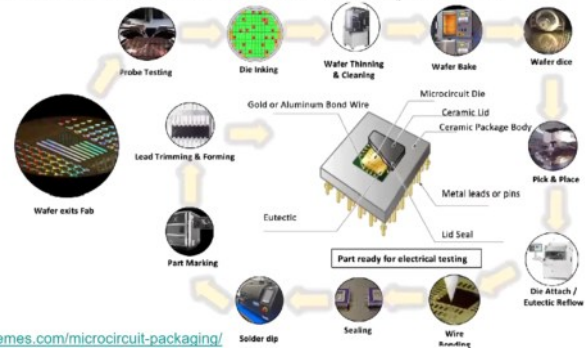 Probe Testing
Die Inking
Wafer Thinning
& Cleaning
Wafer Bake
Wafer dice
Microcircuit Die
Gold or Aluminum Bond Wire
Ceramic Lid
Ceramic Package Body
Lead Trimming & Forming
Wafer exits Fab
Pick & Place
Metal leads or pins
Eutectic
Lid Seal
Part Marking
Part ready for electrical testing
Die Attach /
Eutectic Reflow
Solder dip
Sealing
Wire
Bonding
emes.com/microcircuit-packaging/